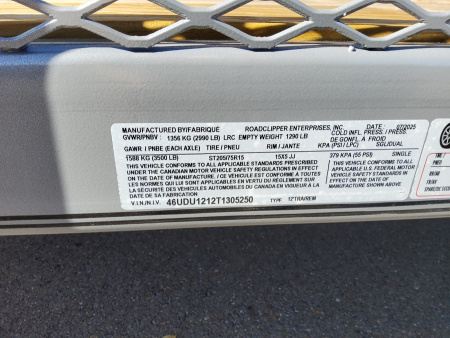 MANUFACTURED BY/FABRIQUÉ ROADCLIPPER ENTERPRISES, INC. DATE: 07/2025
GVWR/PNBV : 1356 KG (2990 LB) LRC EMPTY WEIGHT 1290 LB COLD INFL. PRESS. / PRESS. DE GONFL. A FROID
GAWR / PNBE (EACH AXLE) TIRE / PNEU RIM / JANTE KPA (PSI / LPC) SGL/DUAL
1588 KG (3500 LB) ST205/75R15 15X5 JJ 379 KPA (55 PSI) SINGLE
THIS VEHICLE CONFORMS TO ALL APPLICABLE STANDARDS PRESCRIBED
UNDER THE CANADIAN MOTOR VEHICLE SAFETY REGULATIONS IN EFFECT
ON THE DATE OF MANUFACTURE. / CE VÉHICULE EST CONFORME À
TOUTES LES NORMES QUI LUI SONT APPLICABLES EN VERTU DU RÈGLEMENT SUR
LA SÉCURITÉ DES VÉHICULES AUTOMOBILES DU CANADA EN VIGUEUR À LA
DATE DE SA FABRICATION.
THIS VEHICLE CONFORMS TO ALL
APPLICABLE U.S. FEDERAL MOTOR
VEHICLE SAFETY STANDARDS IN
EFFECT ON THE DATE OF
MANUFACTURE SHOWN ABOVE.
V.I.N./N.I.V. 46UDU1212T1305250 TYPE 12'TRA/REM